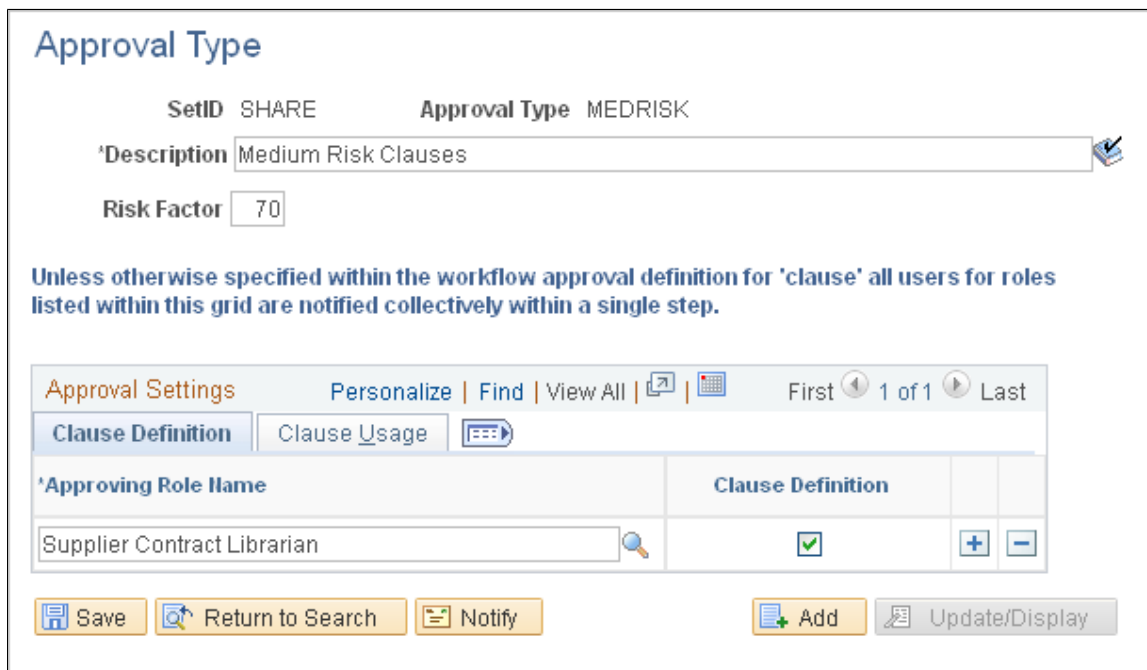 Approval Type
SetID SHARE Approval Type MEDRISK
*Description Medium Risk Clauses
Risk Factor 70
Unless otherwise specified within the workflow approval definition for 'clause' all users for roles
listed within this grid are notified collectively within a single step.
Approval Settings Personalize | Find | View All | | First 1 of 1 Last
Clause Definition Clause Usage
*Approving Role Name Clause Definition
Supplier Contract Librarian
Save Return to Search Notify Add Update/Display